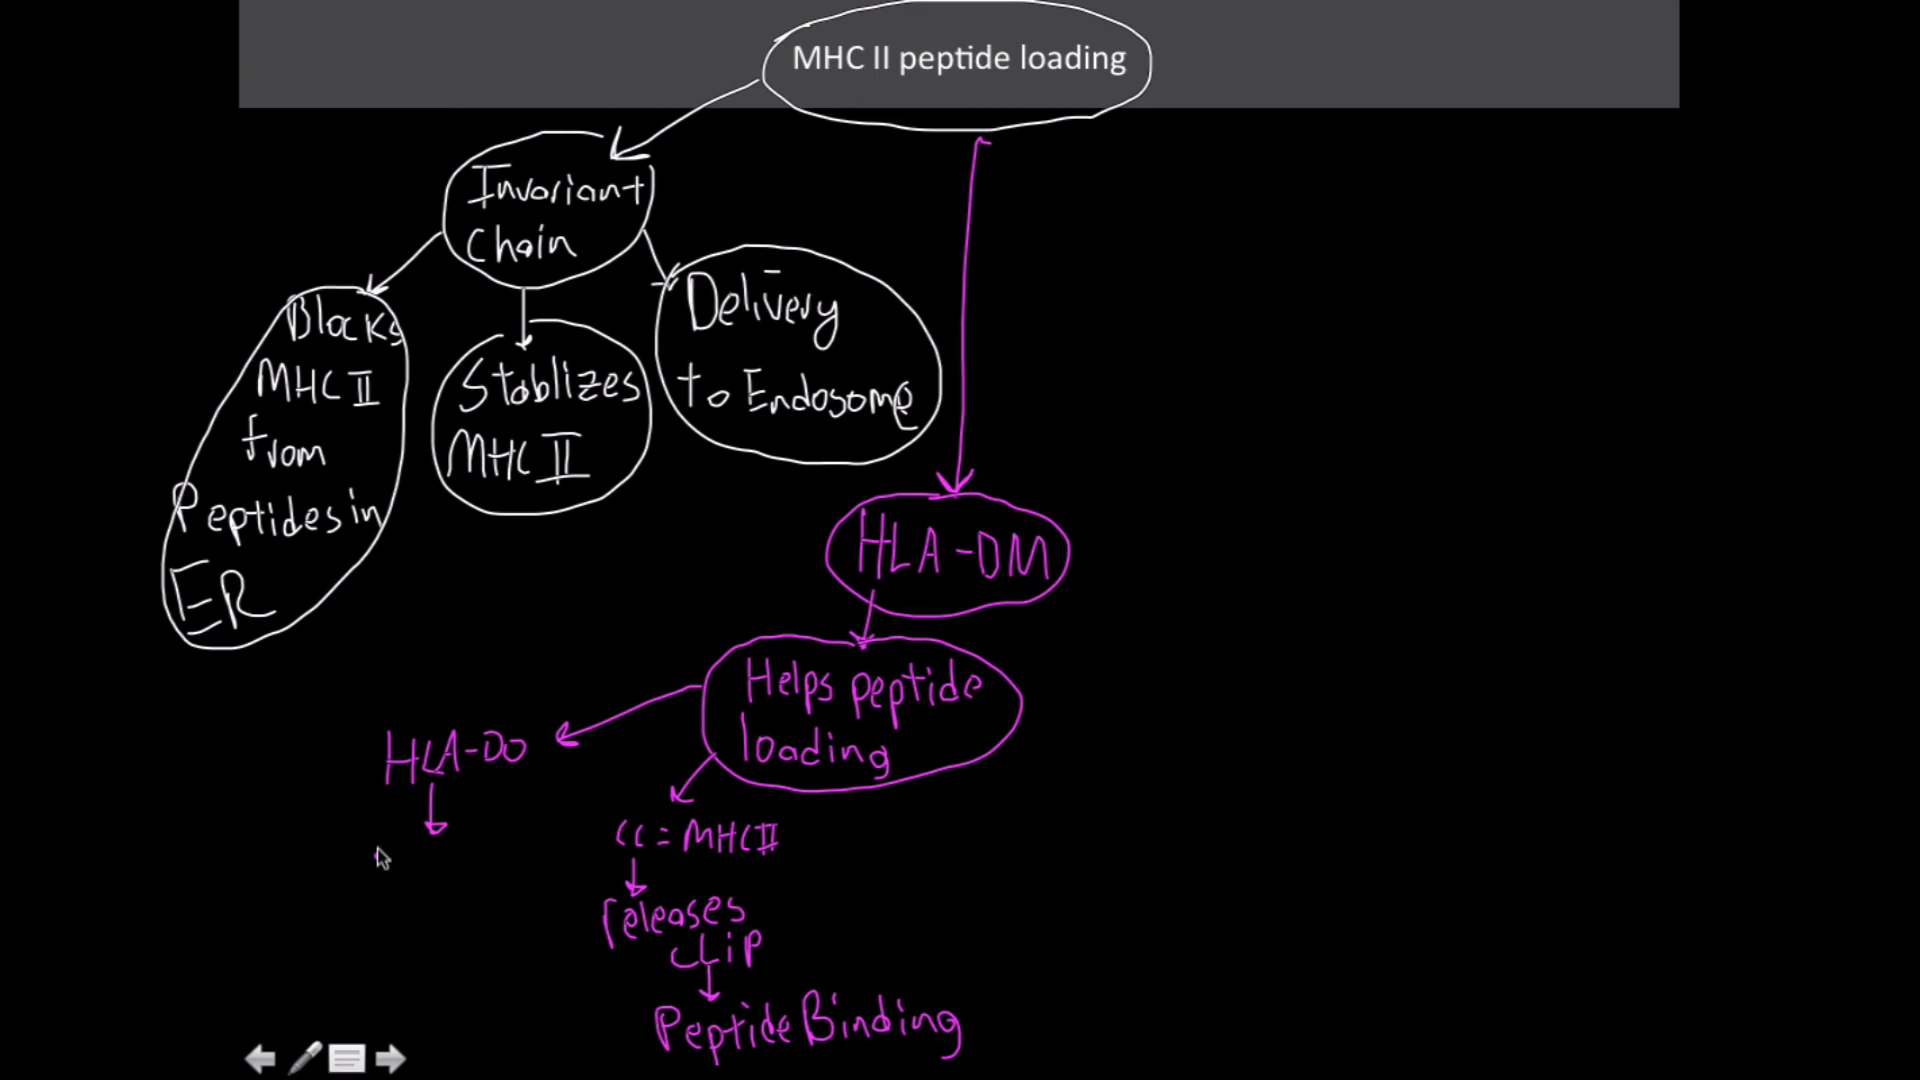 MHC II peptide loading
Invariant
Chain
Blocks
MHC II
from
Peptides in
ER
Stablizes
MHC II
Delivery
to Endosome
HLA-DM
Helps peptide
loading
HLA-DO
CC = MHC II
releases
CLiP
Peptide Binding